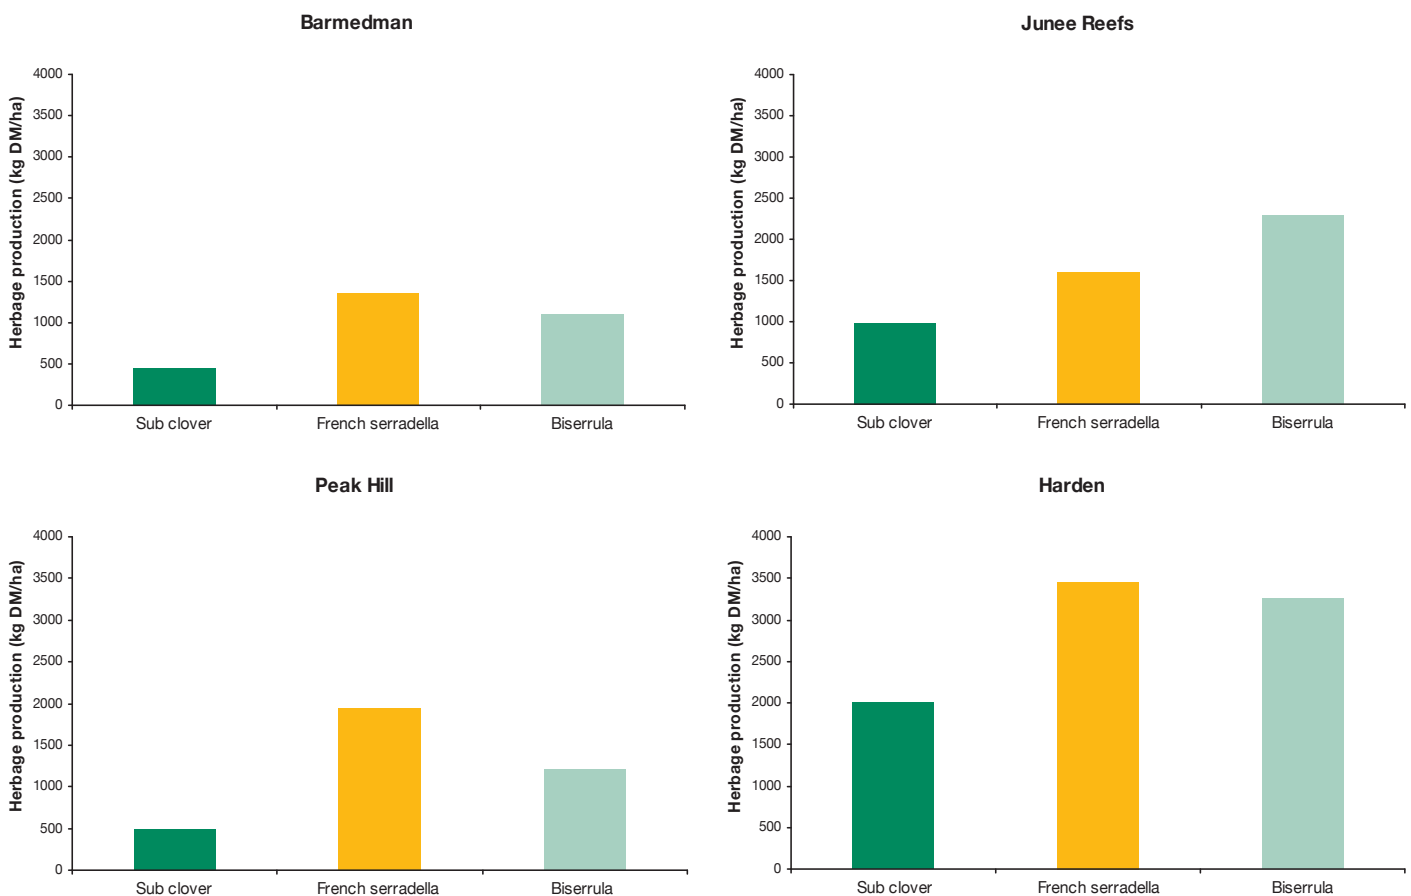 Barmedman
Herbage production (kg DM/ha)
4000
3500
3000
2500
2000
1500
1000
500
0
Sub clover
French serradella
Biserrula
Junee Reefs
Herbage production (kg DM/ha)
4000
3500
3000
2500
2000
1500
1000
500
0
Sub clover
French serradella
Biserrula
Peak Hill
Herbage production (kg DM/ha)
4000
3500
3000
2500
2000
1500
1000
500
0
Sub clover
French serradella
Biserrula
Harden
Herbage production (kg DM/ha)
4000
3500
3000
2500
2000
1500
1000
500
0
Sub clover
French serradella
Biserrula